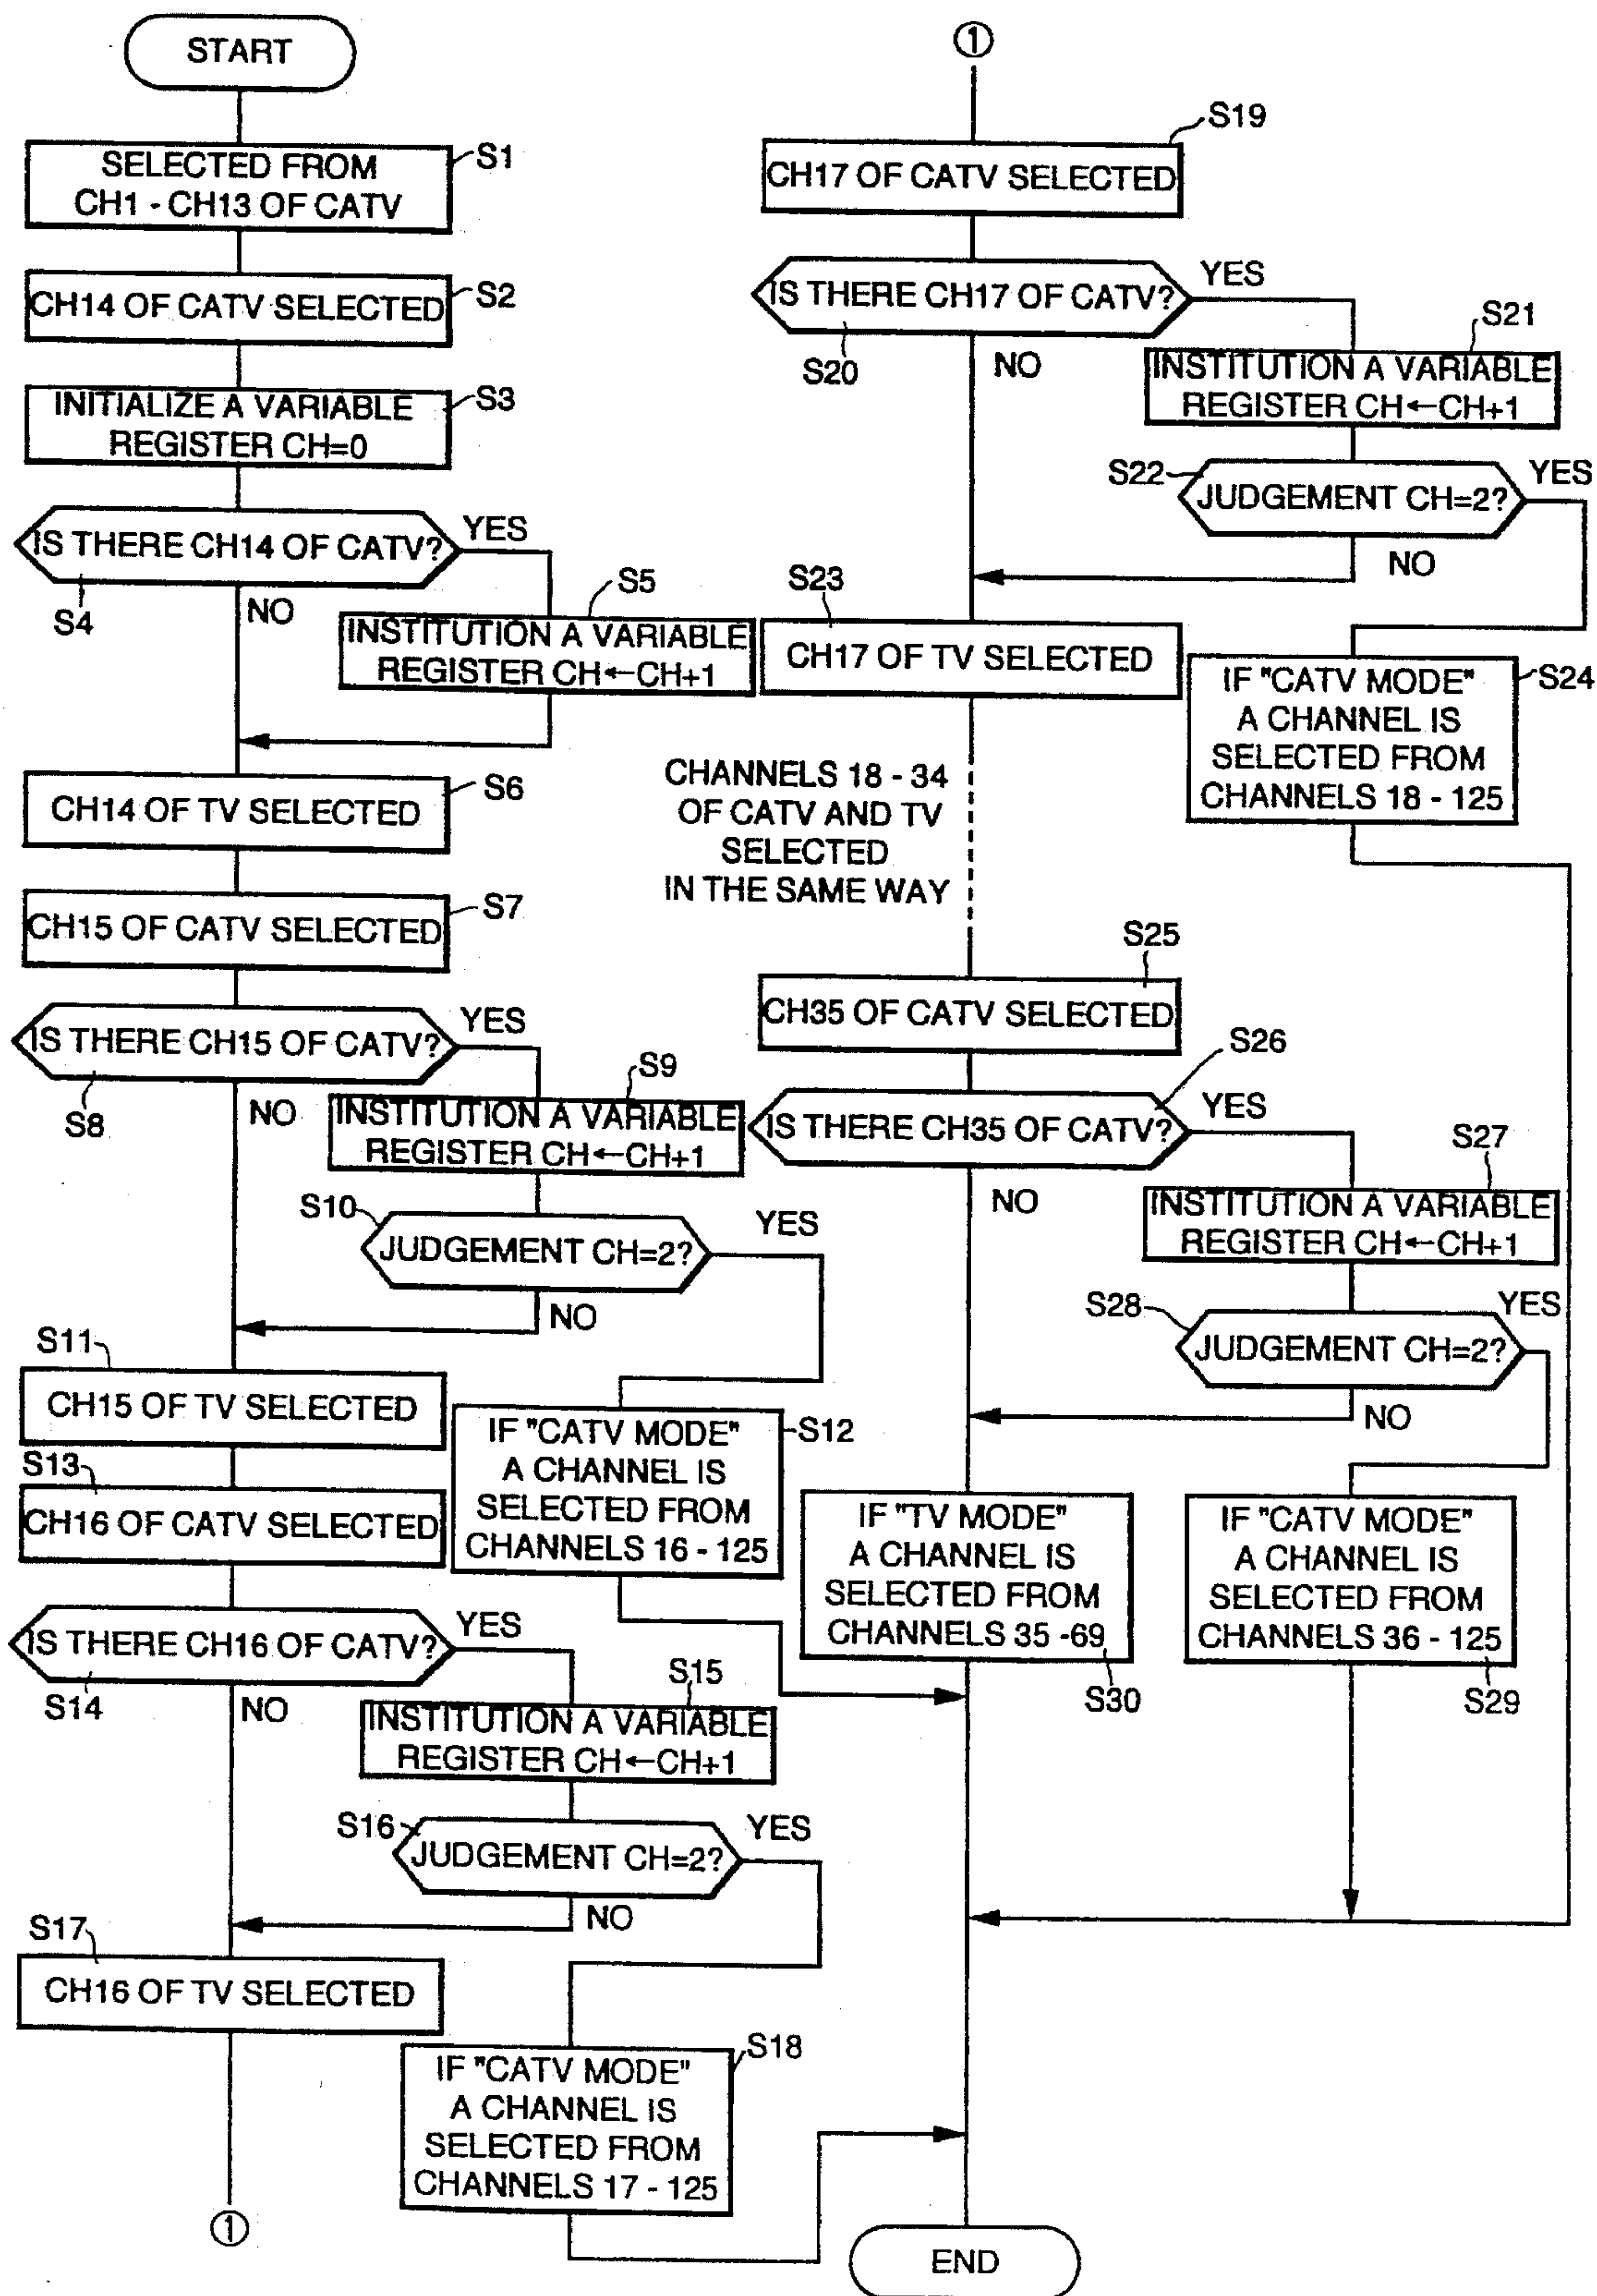 START
SELECTED FROM
CH1 - CH13 OF CATV
S1
CH14 OF CATV SELECTED
S2
INITIALIZE A VARIABLE
REGISTER CH=0
S3
IS THERE CH14 OF CATV?
YES
S4
NO
S5
INSTITUTION A VARIABLE
REGISTER CH←CH+1
CH14 OF TV SELECTED
S6
CH15 OF CATV SELECTED
S7
IS THERE CH15 OF CATV?
YES
S8
NO
S9
INSTITUTION A VARIABLE
REGISTER CH←CH+1
S10
JUDGEMENT CH=2?
YES
NO
S11
CH15 OF TV SELECTED
IF "CATV MODE"
A CHANNEL IS
SELECTED FROM
CHANNELS 16 - 125
S12
S13
CH16 OF CATV SELECTED
IS THERE CH16 OF CATV?
YES
S14
NO
S15
INSTITUTION A VARIABLE
REGISTER CH←CH+1
S16
JUDGEMENT CH=2?
YES
NO
S17
CH16 OF TV SELECTED
S18
IF "CATV MODE"
A CHANNEL IS
SELECTED FROM
CHANNELS 17 - 125
①
①
S19
CH17 OF CATV SELECTED
IS THERE CH17 OF CATV?
YES
S20
NO
S21
INSTITUTION A VARIABLE
REGISTER CH←CH+1
S22
JUDGEMENT CH=2?
YES
NO
S23
CH17 OF TV SELECTED
IF "CATV MODE"
A CHANNEL IS
SELECTED FROM
CHANNELS 18 - 125
S24
CHANNELS 18 - 34
OF CATV AND TV
SELECTED
IN THE SAME WAY
S25
CH35 OF CATV SELECTED
S26
IS THERE CH35 OF CATV?
YES
NO
S27
INSTITUTION A VARIABLE
REGISTER CH←CH+1
S28
JUDGEMENT CH=2?
YES
NO
IF "TV MODE"
A CHANNEL IS
SELECTED FROM
CHANNELS 35 -69
S30
IF "CATV MODE"
A CHANNEL IS
SELECTED FROM
CHANNELS 36 - 125
S29
END